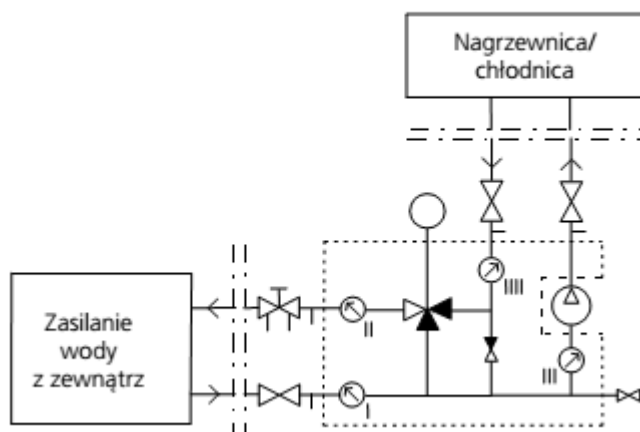 Nagrzewnica/
chłodnica
IIII
Zasilanie
wody
z zewnątrz
II
III
I